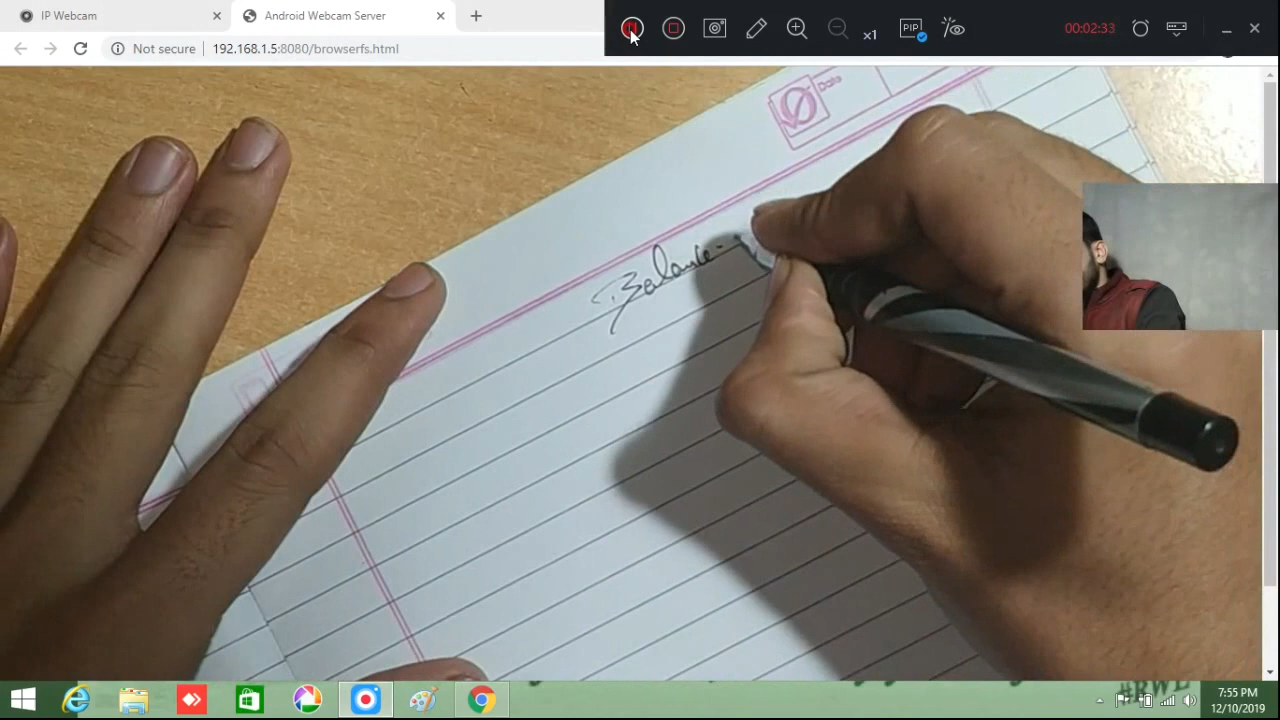 IP Webcam
Android Webcam Server
Not secure
192.168.1.5:8080/browserfs.html
x1
PIP
00:02:33
Date
Balance
#RWL
7:55 PM
12/10/2019